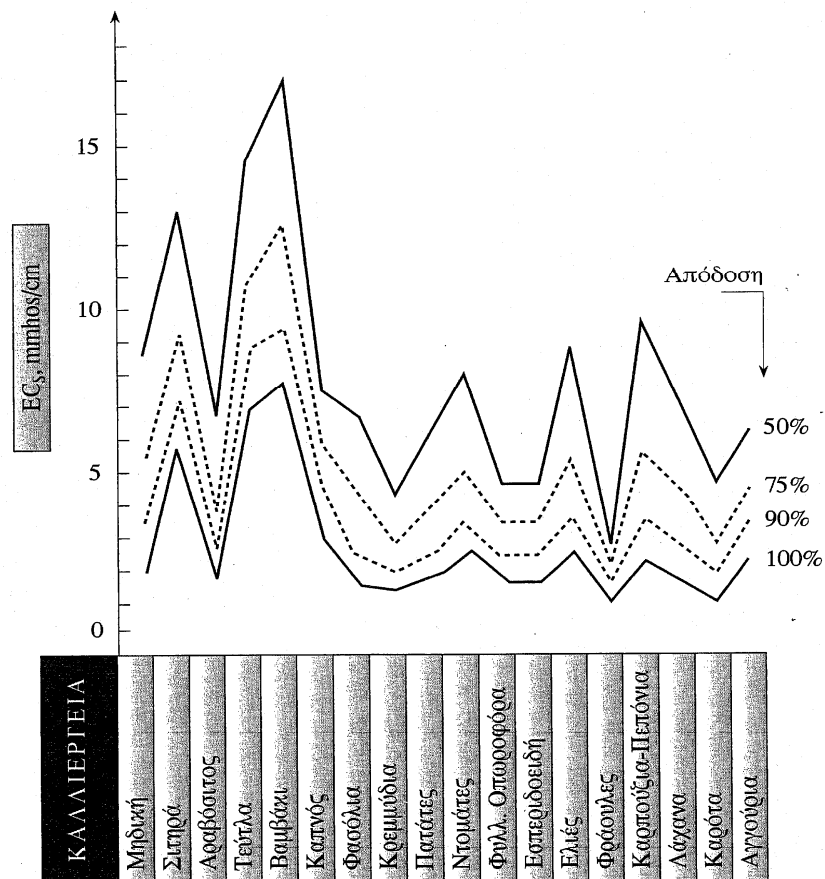 15
10
5
0
EC_S, mmhos/cm
Απόδοση
50%
75%
90%
100%
ΚΑΛΛΙΕΡΓΕΙΑ
Μηδική
Σιτηρά
Αραβόσιτος
Τεύτλα
Βαμβάκι
Καπνός
Φασόλια
Κρεμμύδια
Πατάτες
Ντομάτες
Φυλλ. Οπωροφόρα
Εσπεριδοειδή
Ελιές
Φράουλες
Καρπούζια-Πεπόνια
Λάχανα
Καρότα
Αγγούρια